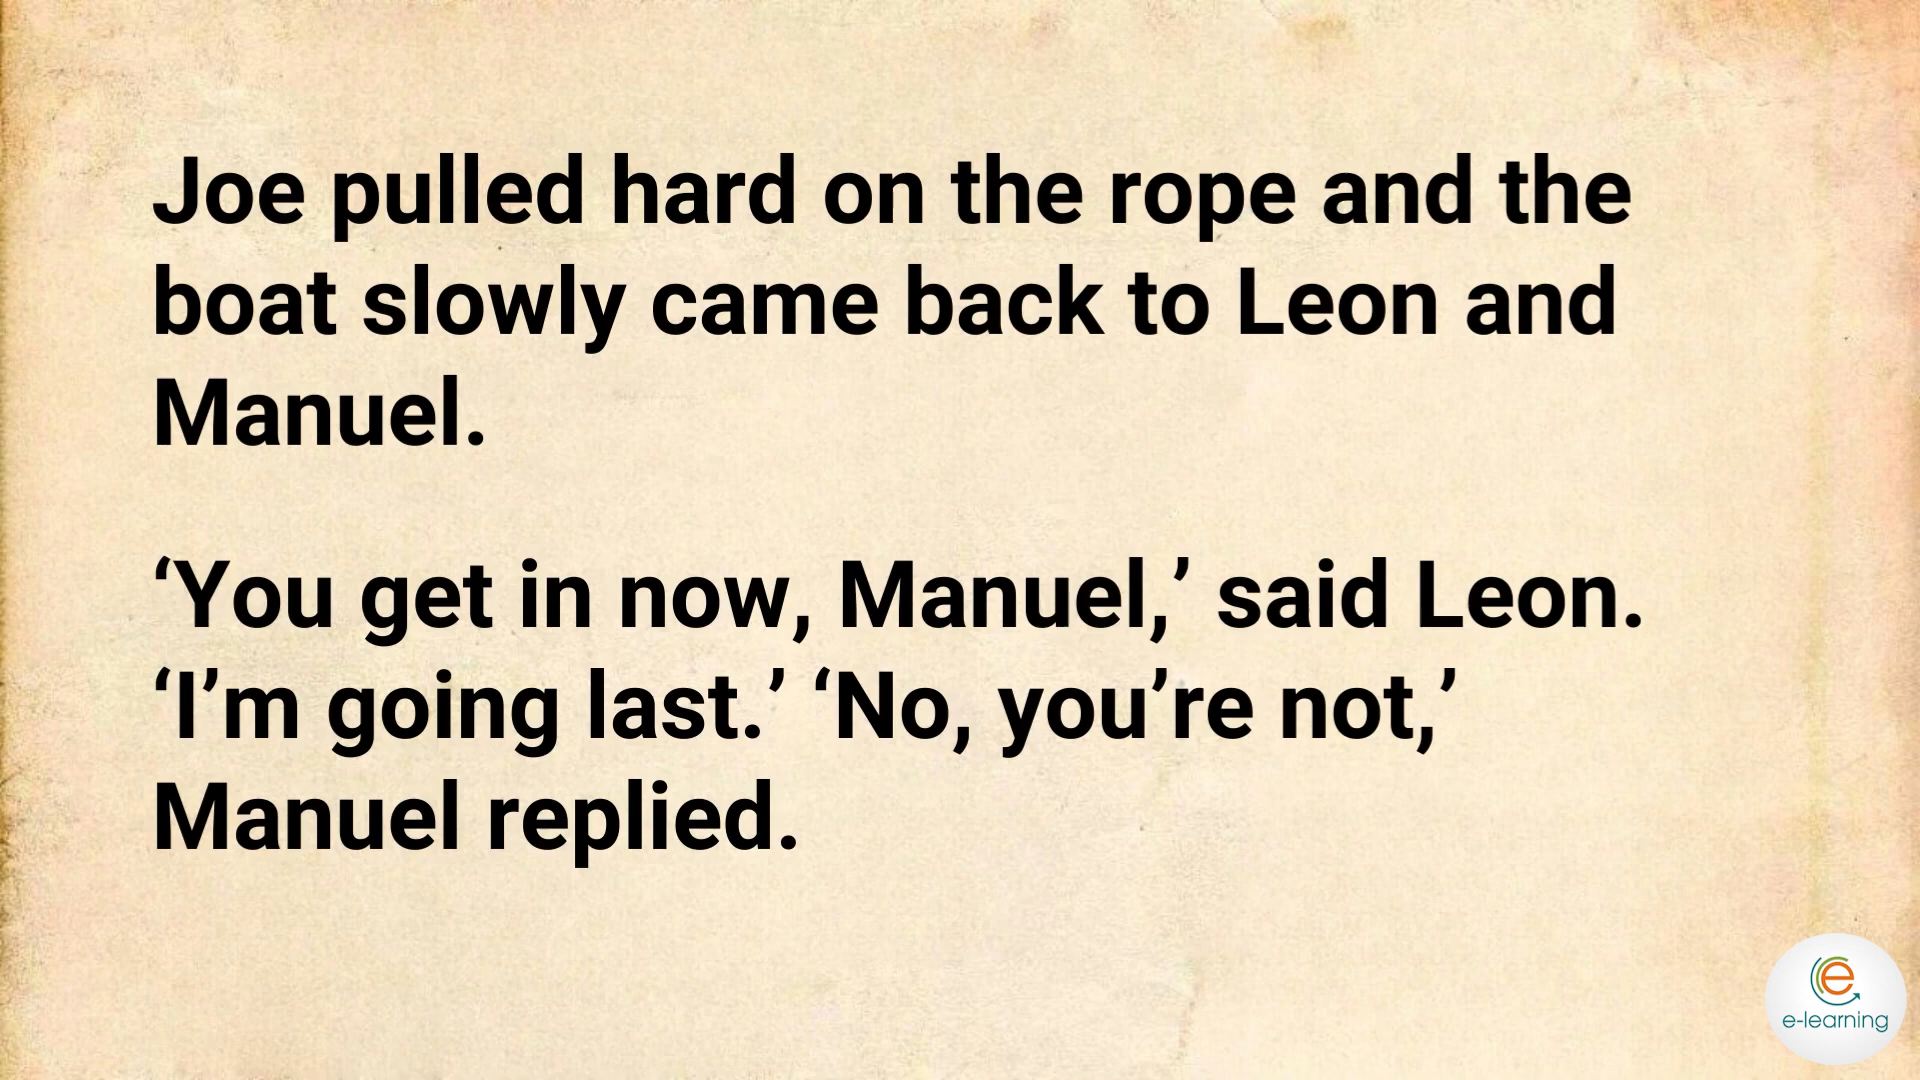 Joe pulled hard on the rope and the
boat slowly came back to Leon and
Manuel.
‘You get in now, Manuel,’ said Leon.
‘I’m going last.’ ‘No, you’re not,’
Manuel replied.
e
e-learning